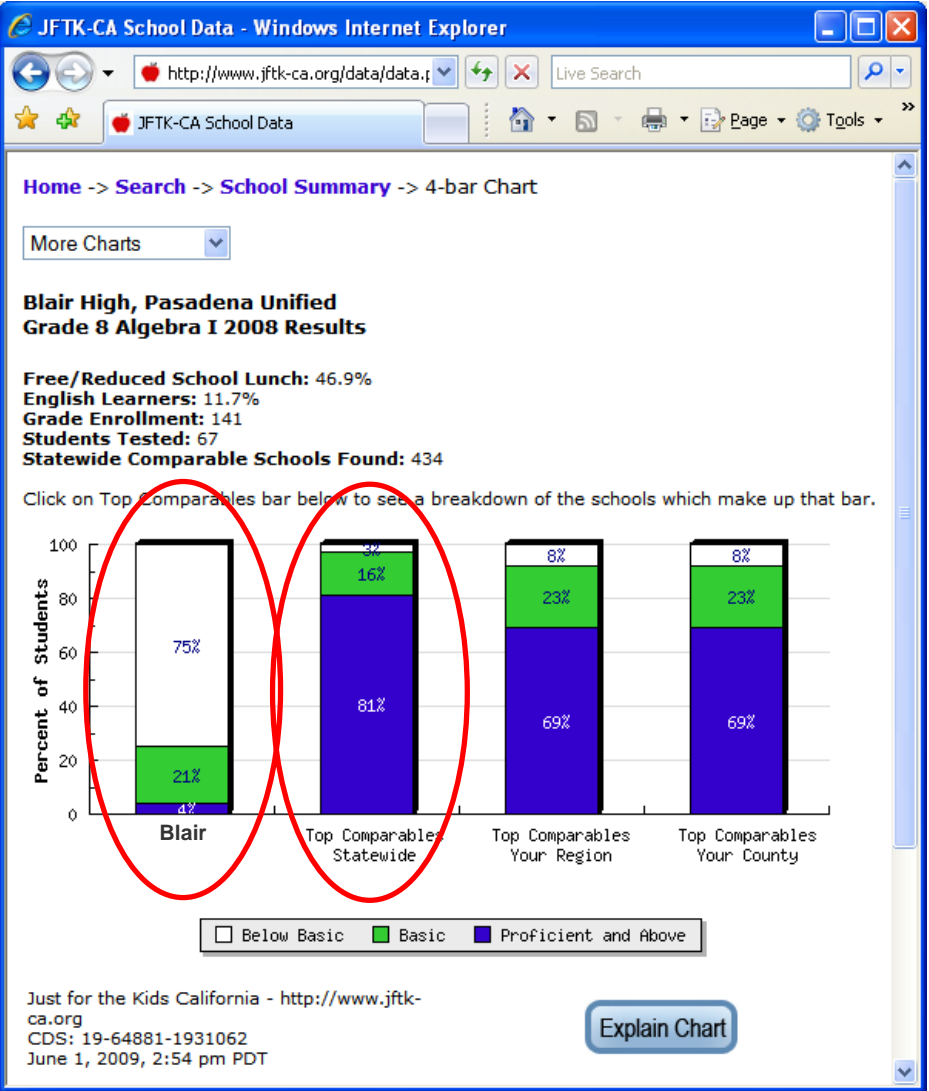 JFTK-CA School Data - Windows Internet Explorer
http://www.jftk-ca.org/data/data.p
Live Search
JFTK-CA School Data
Page
Tools
»
Home -> Search -> School Summary -> 4-bar Chart
More Charts
Blair High, Pasadena Unified
Grade 8 Algebra I 2008 Results
Free/Reduced School Lunch: 46.9%
English Learners: 11.7%
Grade Enrollment: 141
Students Tested: 67
Statewide Comparable Schools Found: 434
Click on Top Comparables bar below to see a breakdown of the schools which make up that bar.
Percent of Students
100
80
60
40
20
0
75%
21%
4%
3%
16%
81%
8%
23%
69%
8%
23%
69%
Blair
Top Comparables
Statewide
Top Comparables
Your Region
Top Comparables
Your County
Below Basic
Basic
Proficient and Above
Just for the Kids California - http://www.jftk-
ca.org
CDS: 19-64881-1931062
June 1, 2009, 2:54 pm PDT
Explain Chart